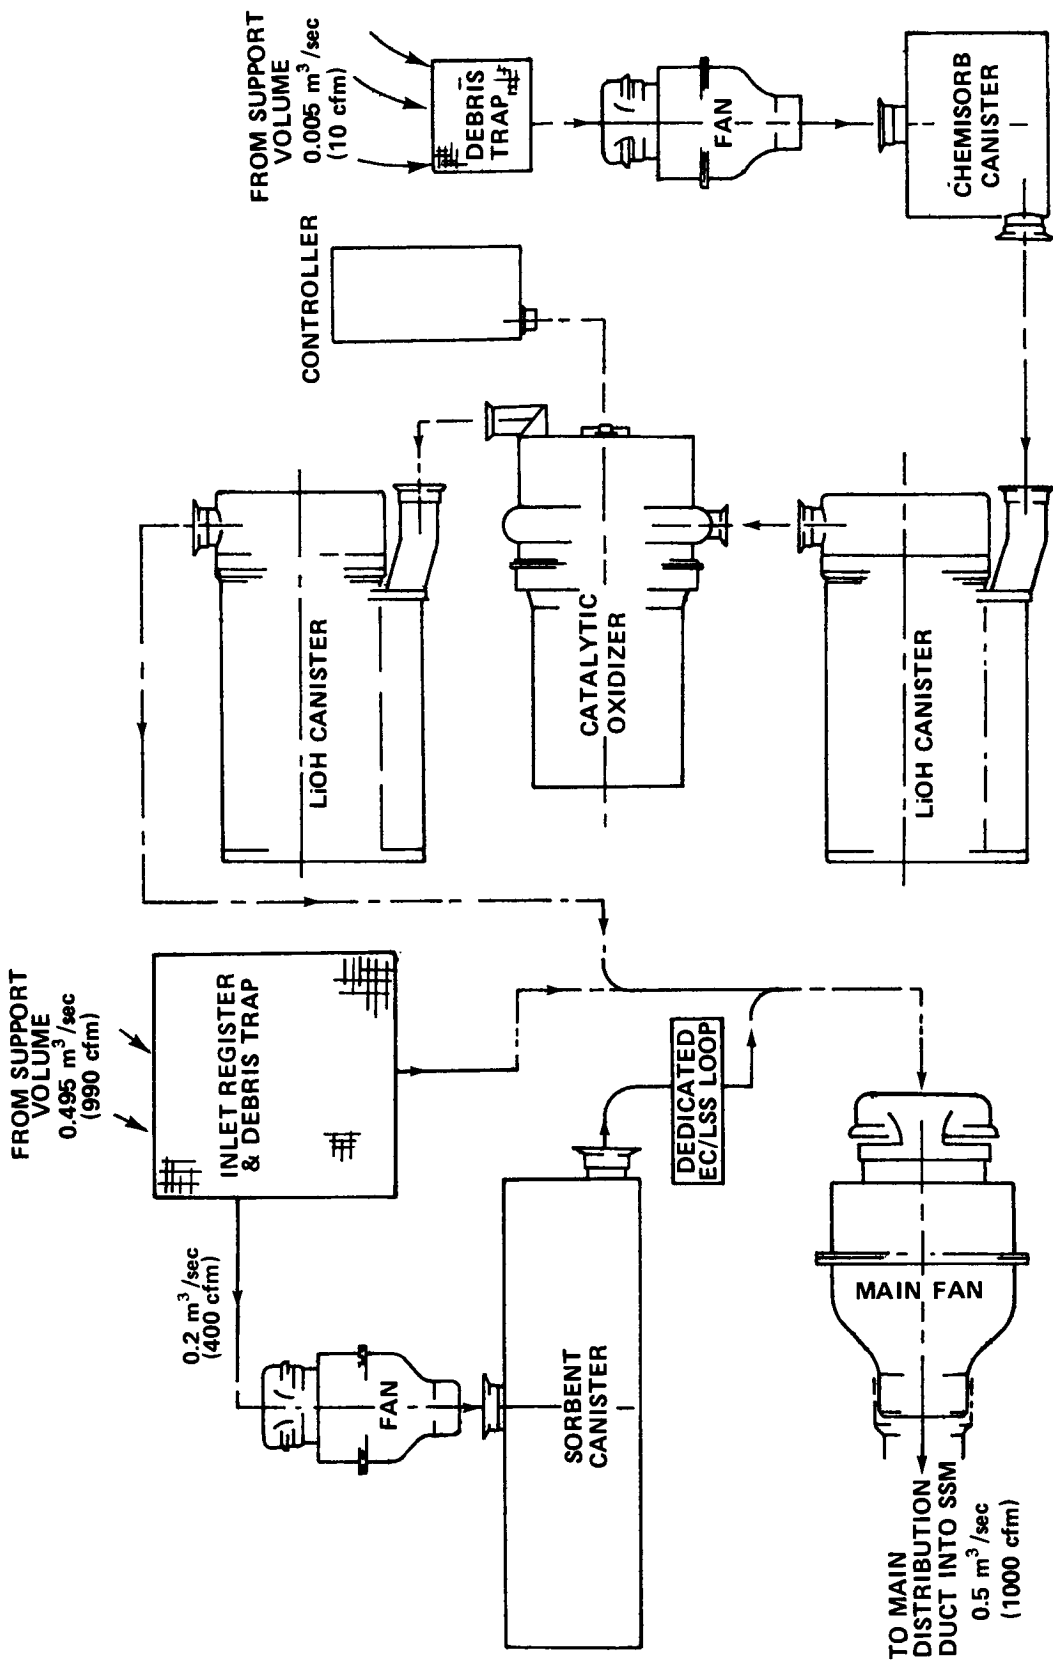 FROM SUPPORT
VOLUME
0.005 m³/sec
(10 cfm)
DEBRIS
TRAP
FAN
CHEMISORB
CANISTER
CONTROLLER
LiOH CANISTER
CATALYTIC
OXIDIZER
LiOH CANISTER
FROM SUPPORT
VOLUME
0.495 m³/sec
(990 cfm)
INLET REGISTER
& DEBRIS TRAP
0.2 m³/sec
(400 cfm)
FAN
SORBENT
CANISTER
DEDICATED
EC/LSS LOOP
MAIN FAN
TO MAIN
DISTRIBUTION
DUCT INTO SSM
0.5 m³/sec
(1000 cfm)